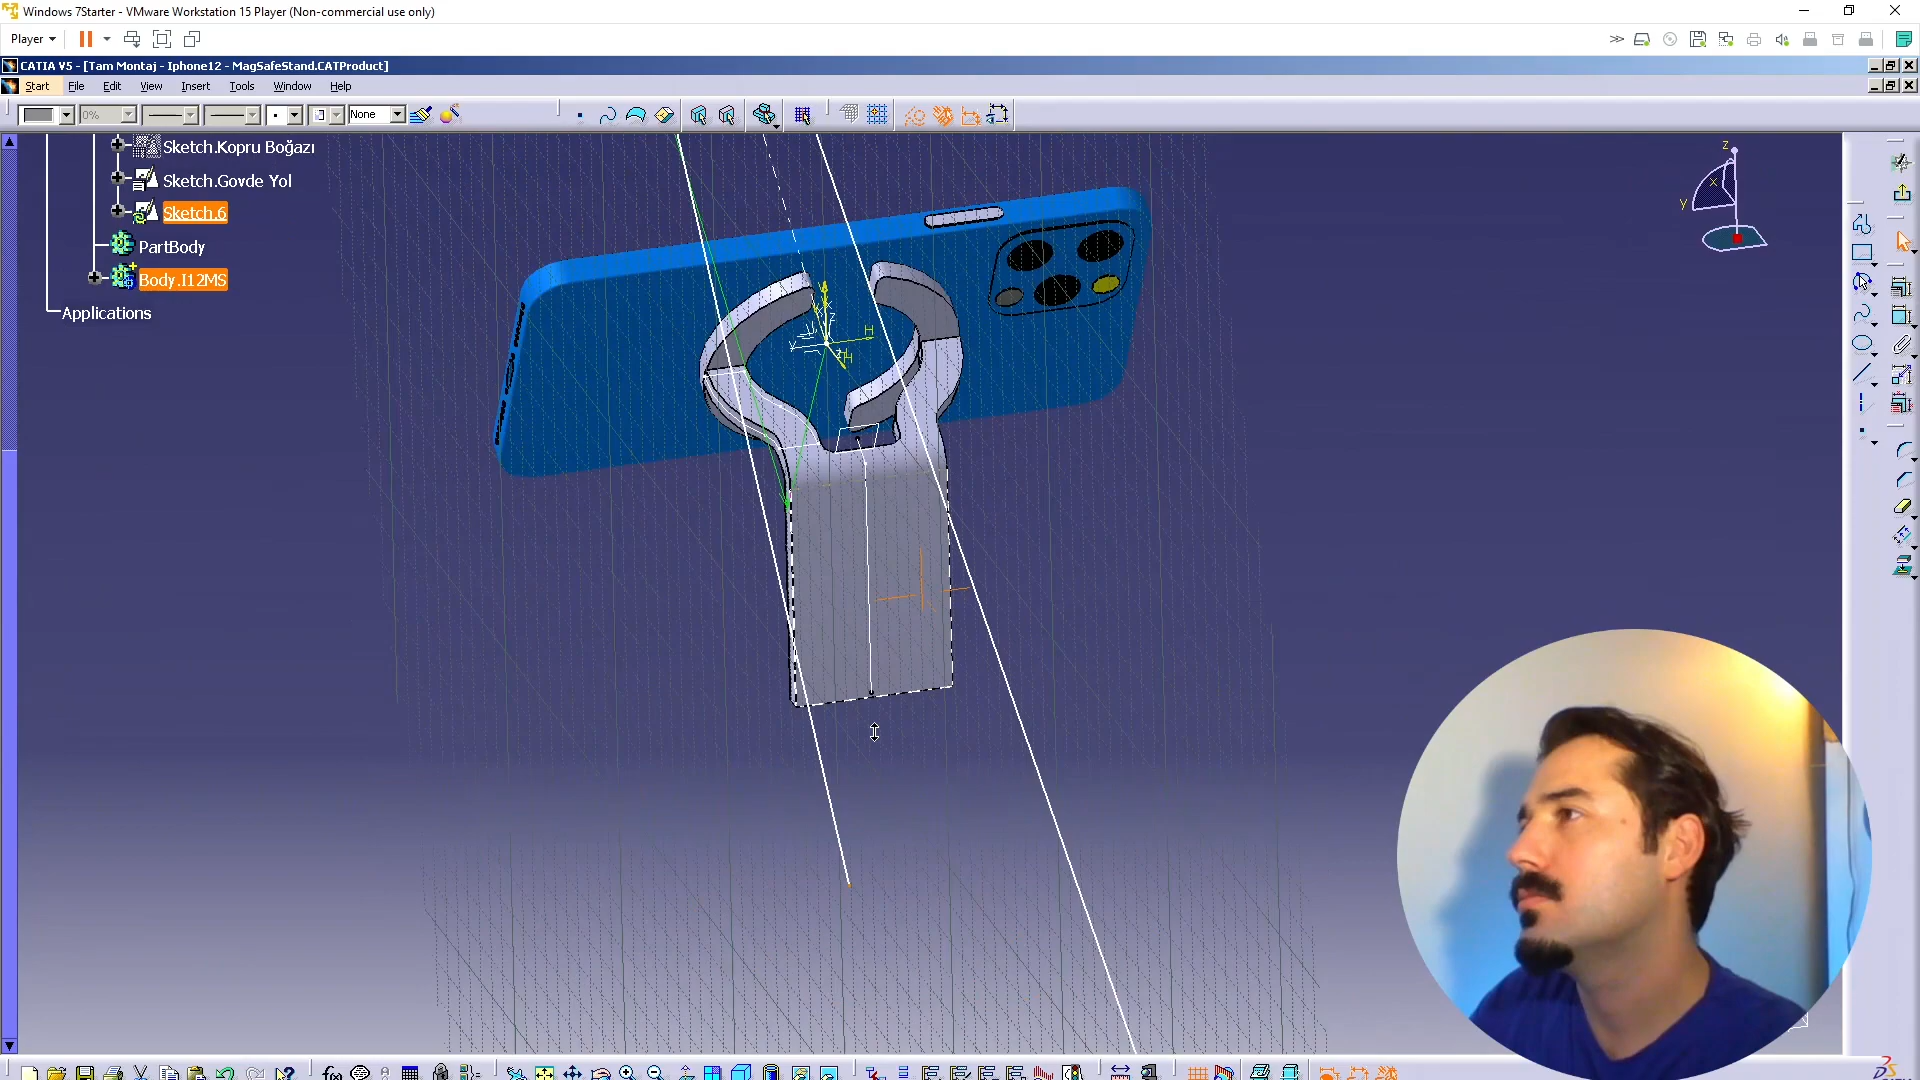 Windows 7Starter - VMware Workstation 15 Player (Non-commercial use only)
Player
CATIA V5 - [Tam Montaj - Iphone12 - MagSafeStand.CATProduct]
Start File Edit View Insert Tools Window Help
0% None
Sketch.Kopru Boğazı
Sketch.Govde Yol
Sketch.6
PartBody
Body.I12MS
Applications
z
x
y
H
z
y
H
f(x)